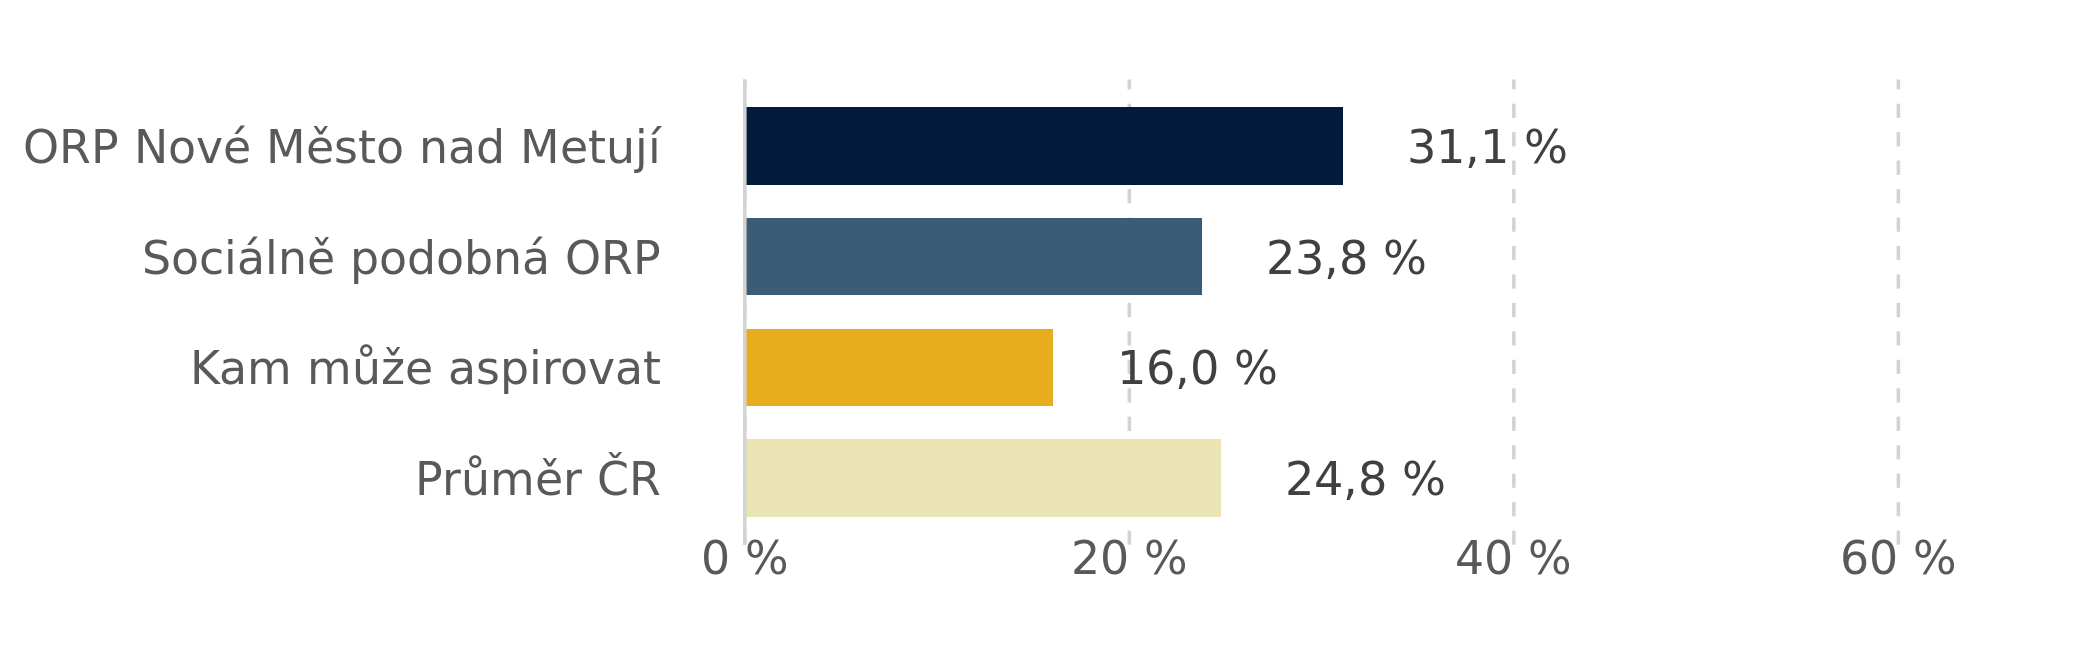 ORP Nové Město nad Metují 31,1 %
Sociálně podobná ORP 23,8 %
Kam může aspirovat 16,0 %
Průměr ČR 24,8 %
0 % 20 % 40 % 60 %